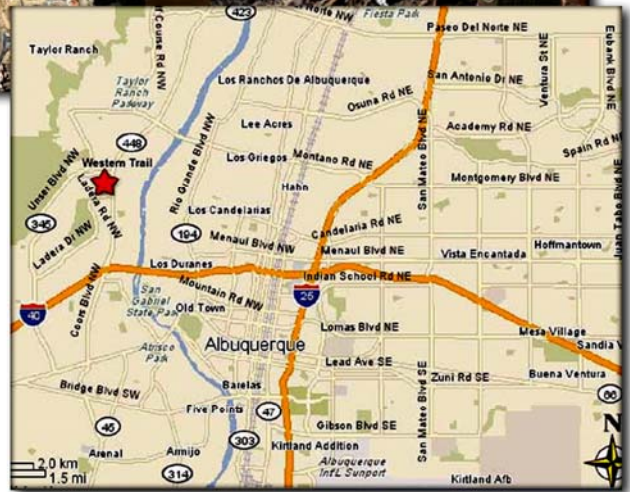 423
Norte NW
Fiesta Park
Paseo Del Norte NE
Taylor Ranch
Course Rd NW
Eubank Blvd NE
Ventura St NE
Taylor
Ranch
Parkway
Los Ranchos De Albuquerque
San Antonio Dr NE
Osuna Rd NE
Lee Acres
Academy Rd NE
448
Rio Grande Blvd NW
San Mateo Blvd NE
Spain Rd NE
Western Trail
Los Griegos
Montano Rd NE
Unser Blvd NW
Ladera Rd NW
Hahn
Montgomery Blvd NE
Juan Tabo Blvd NE
345
Los Candelarias
Candelaria RD NE
194
Menaul Blvd NW
Menaul Blvd NE
Vista Encantada
Hoffmantown
Ladera Dr NW
Los Duranes
Indian School Rd NE
Coors Blvd NW
San
Gabriel
State Park
Mountain Rd NW
25
40
Old Town
Lomas Blvd NE
Mesa Village
Sandia V
Atrisco
Park
Albuquerque
Lead Ave SE
Zuni Rd SE
Buena Ventura
Bridge Blvd SW
Barelas
San Mateo Blvd SE
66
Five Points
47
Gibson Blvd SE
N
45
303
Kirtland Addition
Arenal
Armijo
Albuquerque
Int'L Sunport
2.0 km
1.5 mi
314
Kirtland Afb